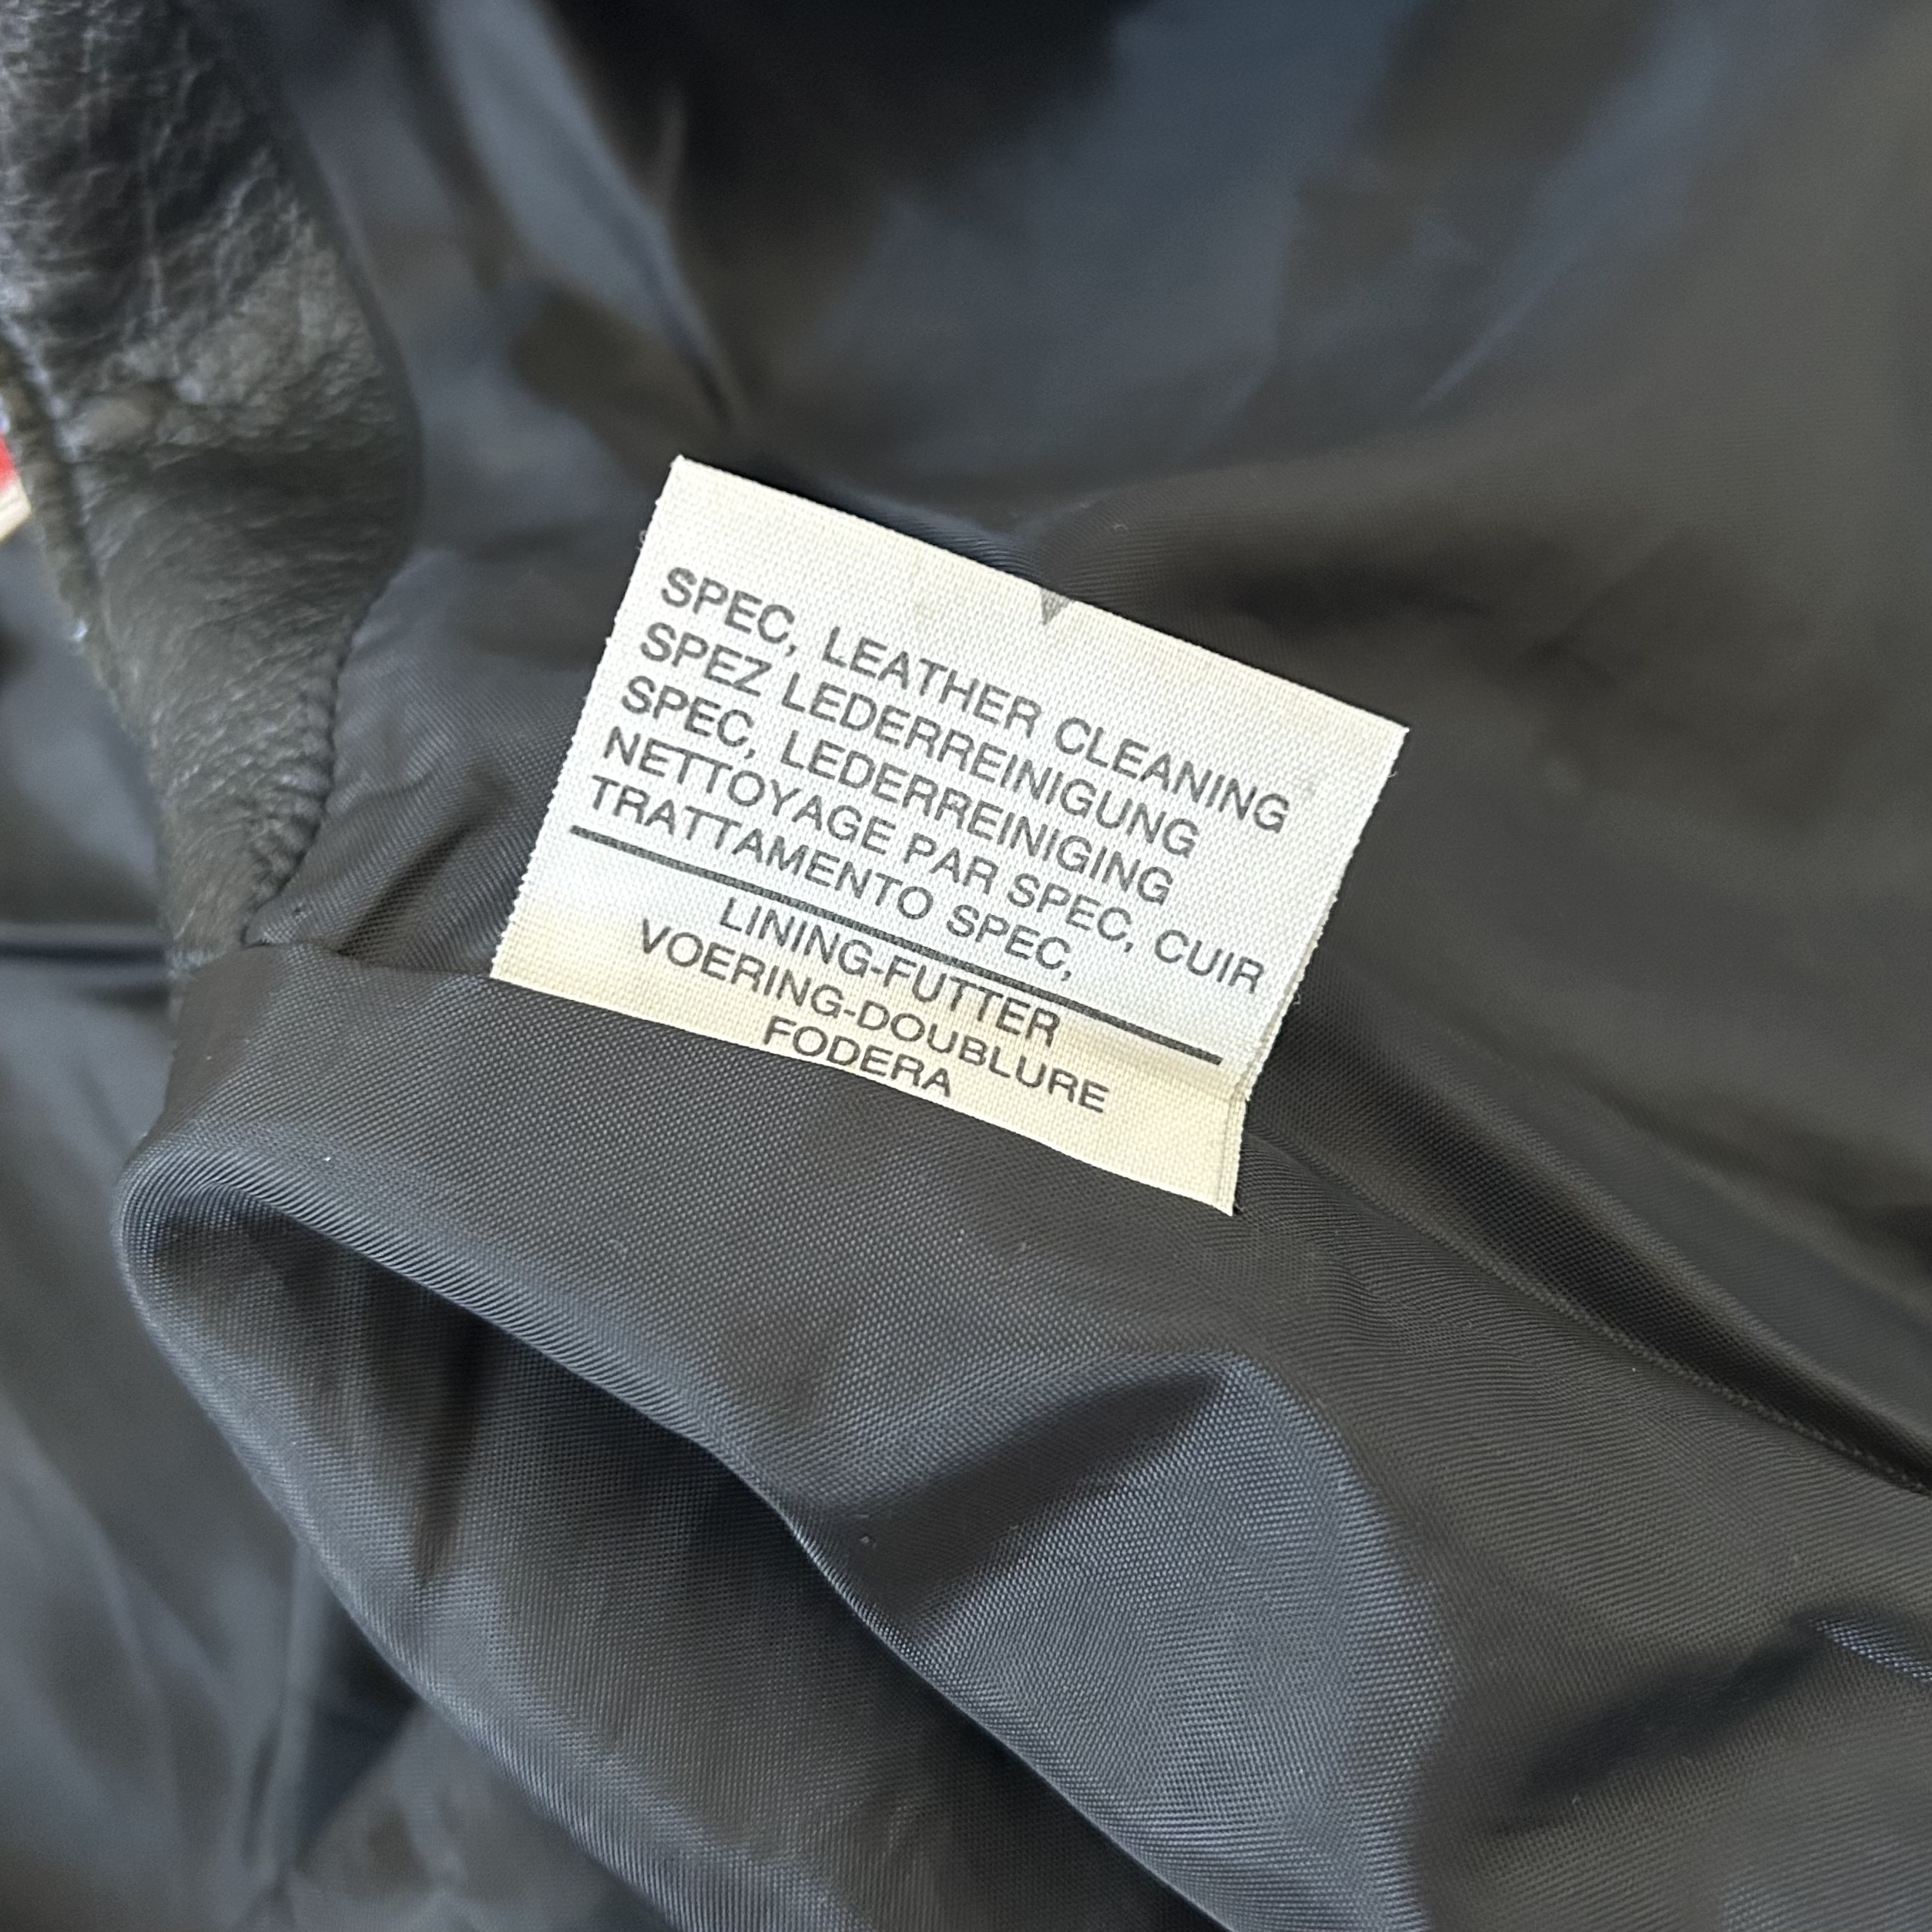 SPEC, LEATHER CLEANING
SPEZ LEDERREINIGUNG
SPEC, LEDERREINIGING
NETTOYAGE PAR SPEC, CUIR
TRATTAMENTO SPEC,
LINING-FUTTER
VOERING-DOUBLURE
FODERA